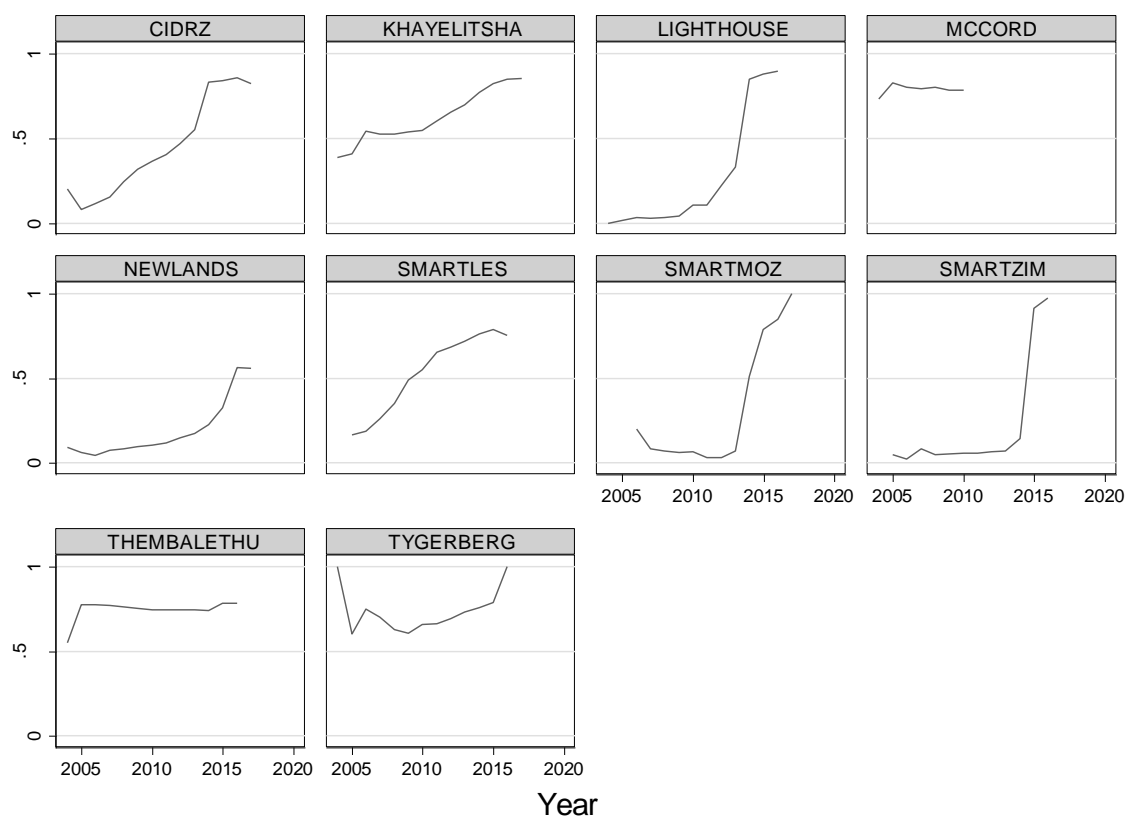 CIDRZ KHAYELITSHA LIGHTHOUSE MCCORD
1
.5
0
NEWLANDS SMARTLES SMARTMOZ SMARTZIM
1
.5
0
2005 2010 2015 2020 2005 2010 2015 2020
THEMBALETHU TYGERBERG
1
.5
0
2005 2010 2015 2020 2005 2010 2015 2020
Year